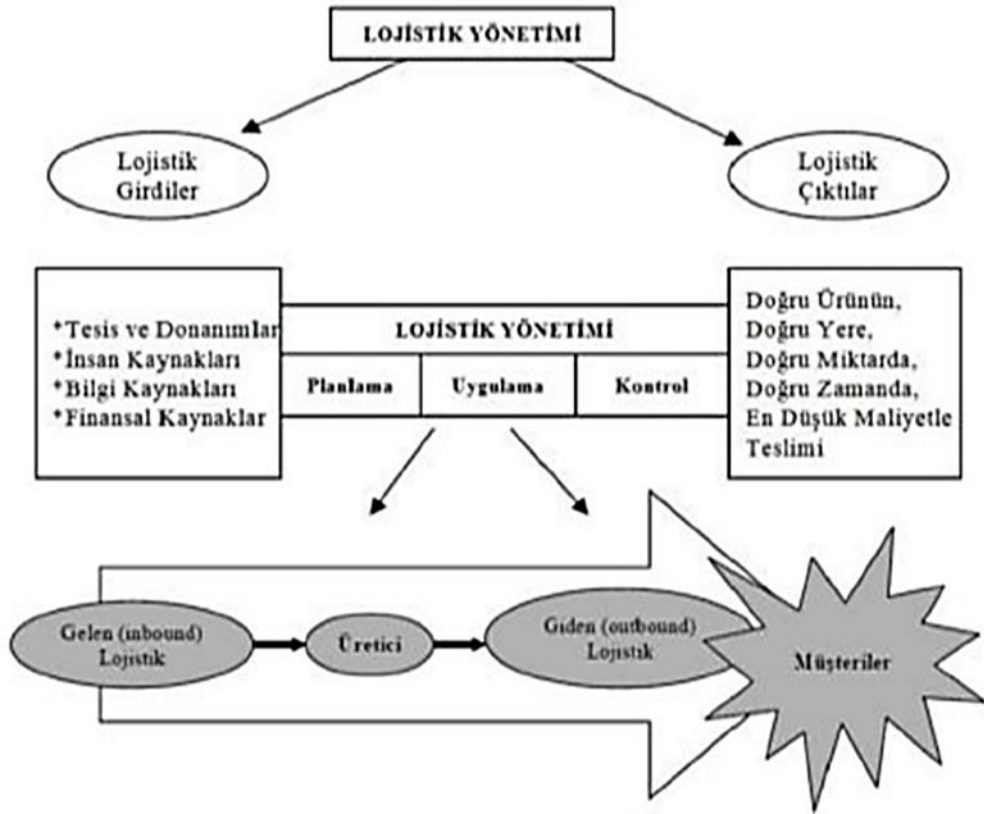 LOJİSTİK YÖNETİMİ
Lojistik
Girdiler
Lojistik
Çıktılar
*Tesis ve Donanımlar
*İnsan Kaynakları
*Bilgi Kaynakları
*Finansal Kaynaklar
LOJİSTİK YÖNETİMİ
Planlama
Uygulama
Kontrol
Doğru Ürünün,
Doğru Yere,
Doğru Miktarda,
Doğru Zamanda,
En Düşük Maliyetle
Teslimi
Gelen (inbound)
Lojistik
Üretici
Giden (outbound)
Lojistik
Müşteriler